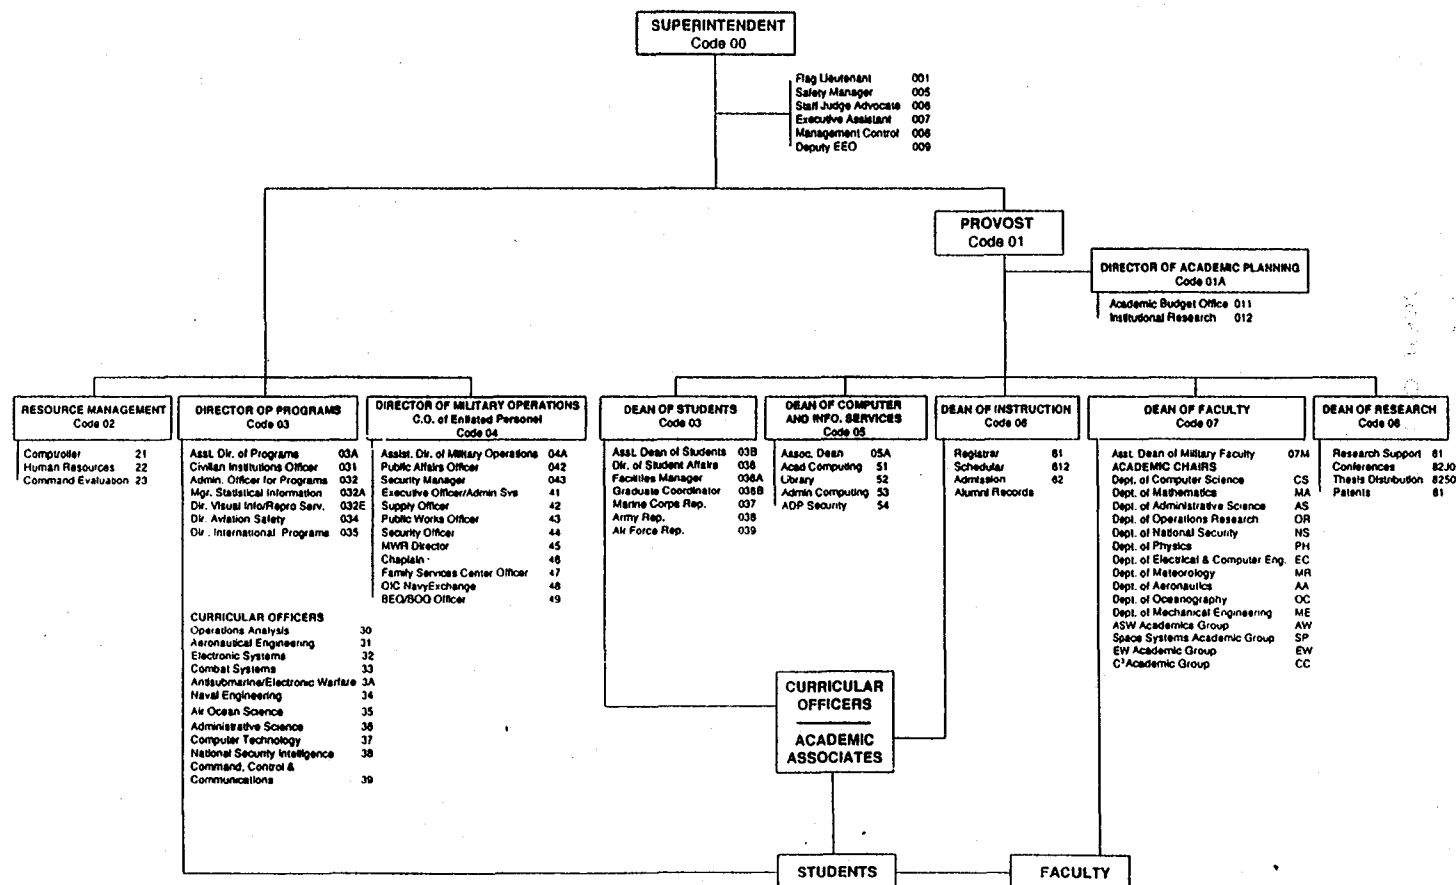 SUPERINTENDENT
Code 00
Flag Lieutenant 001
Safety Manager 005
Staff Judge Advocate 006
Executive Assistant 007
Management Control 008
Deputy EEO 009
PROVOST
Code 01
DIRECTOR OF ACADEMIC PLANNING
Code 01A
Academic Budget Office 011
Institutional Research 012
RESOURCE MANAGEMENT
Code 02
Comptroller 21
Human Resources 22
Command Evaluation 23
DIRECTOR OF PROGRAMS
Code 03
Asst. Dir. of Programs 03A
Civilian Institutions Officer 031
Admin. Officer for Programs 032
Mgr. Statistical Information 032A
Dir. Visual Info/Repro Serv. 032E
Dir. Aviation Safety 034
Dir. International Programs 035
CURRICULAR OFFICERS
Operations Analysis 30
Aeronautical Engineering 31
Electronic Systems 32
Combat Systems 33
Antisubmarine/Electronic Warfare 3A
Naval Engineering 34
Air Ocean Science 35
Administrative Science 36
Computer Technology 37
National Security Intelligence 38
Command, Control &
Communications 39
DIRECTOR OF MILITARY OPERATIONS
C.O. of Enlisted Personel
Code 04
Assist. Dir. of Military Operations 04A
Public Affairs Officer 042
Security Manager 043
Executive Officer/Admin Svs 41
Supply Officer 42
Public Works Officer 43
Security Officer 44
MWR Director 45
Chaplain 46
Family Services Center Officer 47
OIC NavyExchange 48
BEQ/BOQ Officer 49
DEAN OF STUDENTS
Code 03
Asst. Dean of Students 03B
Dir. of Student Affairs 036
Facilities Manager 036A
Graduate Coordinator 036B
Marine Corps Rep. 037
Army Rep. 038
Air Force Rep. 039
DEAN OF COMPUTER
AND INFO. SERVICES
Code 05
Assoc. Dean 05A
Acad Computing 51
Library 52
Admin Computing 53
ADP Security 54
DEAN OF INSTRUCTION
Code 06
Registrar 61
Schedular 612
Admission 62
Alumni Records
DEAN OF FACULTY
Code 07
Asst. Dean of Military Faculty 07M
ACADEMIC CHAIRS
Dept. of Computer Science CS
Dept. of Mathematics MA
Dept. of Administrative Science AS
Dept. of Operations Research OR
Dept. of National Security NS
Dept. of Physics PH
Dept. of Electrical & Computer Eng. EC
Dept. of Meteorology MR
Dept. of Aeronautics AA
Dept. of Oceanography OC
Dept. of Mechanical Engineering ME
ASW Academics Group AW
Space Systems Academic Group SP
EW Academic Group EW
C³ Academic Group CC
DEAN OF RESEARCH
Code 08
Research Support 81
Conferences 82J0
Thesis Distribution 8250
Patents 81
CURRICULAR
OFFICERS
ACADEMIC
ASSOCIATES
STUDENTS
FACULTY